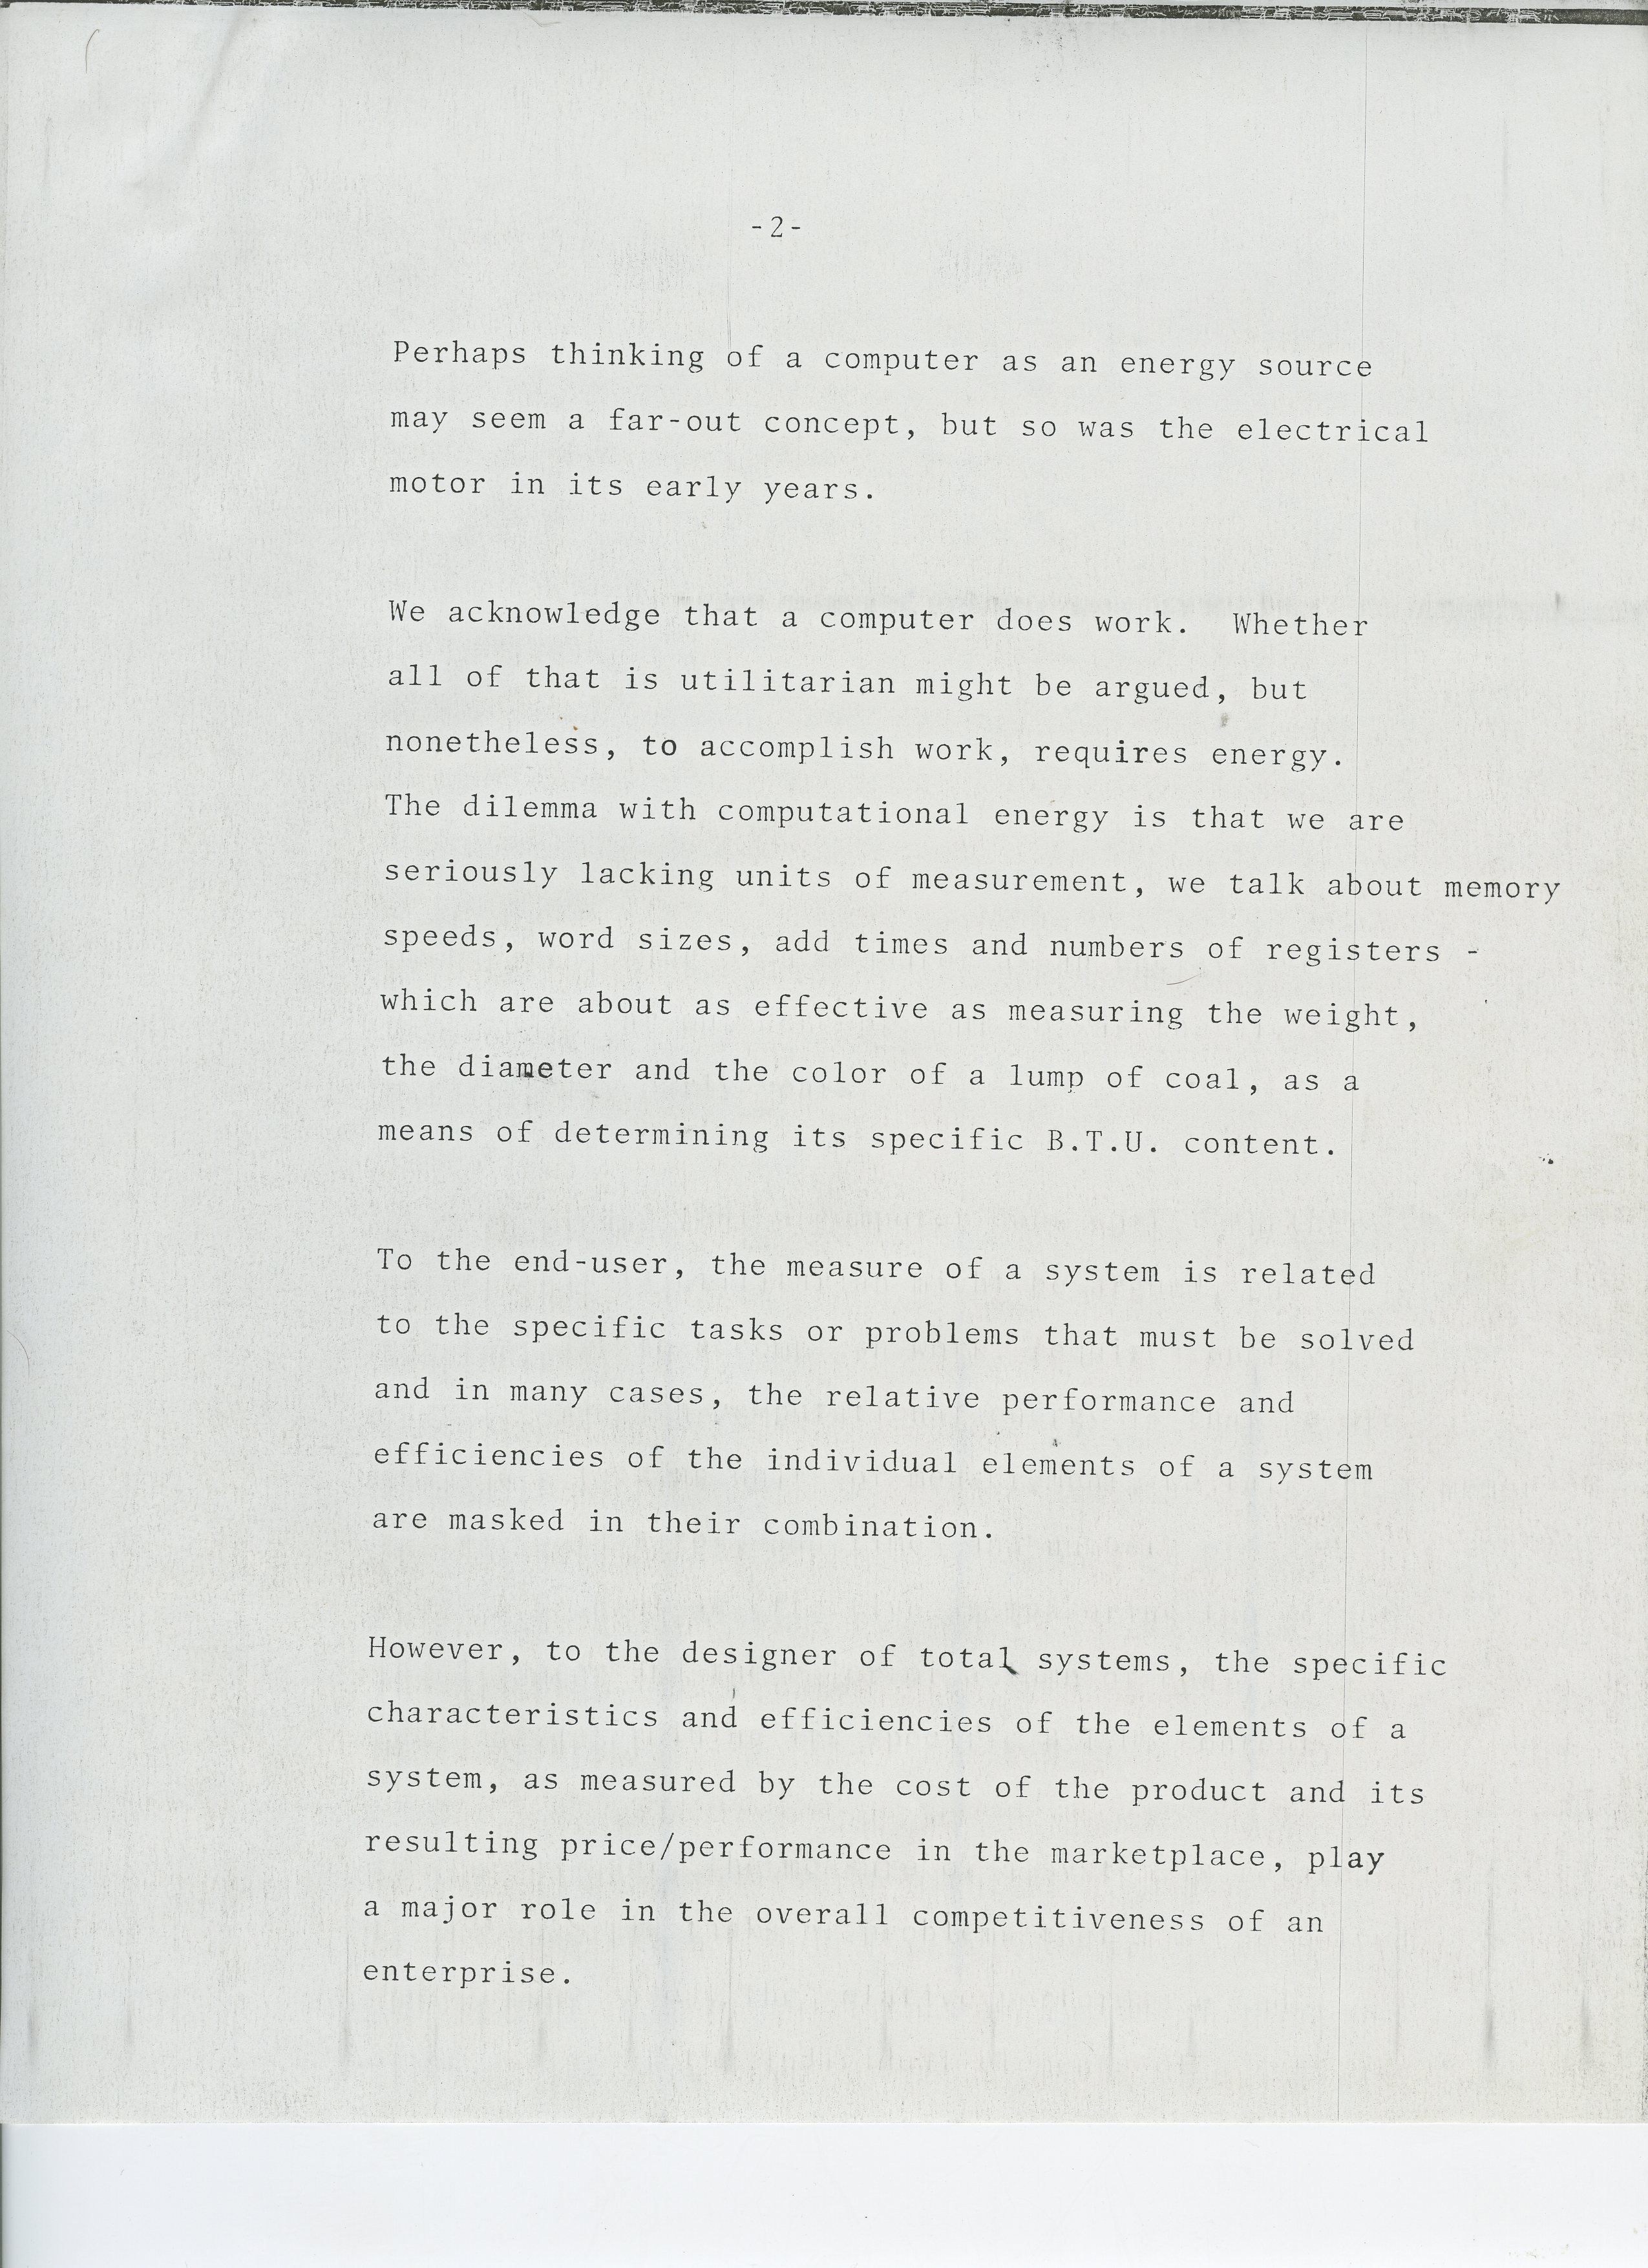 -2-
Perhaps thinking of a computer as an energy source
may seem a far-out concept, but so was the electrical
motor in its early years.
We acknowledge that a computer does work.  Whether
all of that is utilitarian might be argued, but
nonetheless, to accomplish work, requires energy.
The dilemma with computational energy is that we are
seriously lacking units of measurement, we talk about memory
speeds, word sizes, add times and numbers of registers -
which are about as effective as measuring the weight,
the diameter and the color of a lump of coal, as a
means of determining its specific B.T.U. content.
To the end-user, the measure of a system is related
to the specific tasks or problems that must be solved
and in many cases, the relative performance and
efficiencies of the individual elements of a system
are masked in their combination.
However, to the designer of total systems, the specific
characteristics and efficiencies of the elements of a
system, as measured by the cost of the product and its
resulting price/performance in the marketplace, play
a major role in the overall competitiveness of an
enterprise.